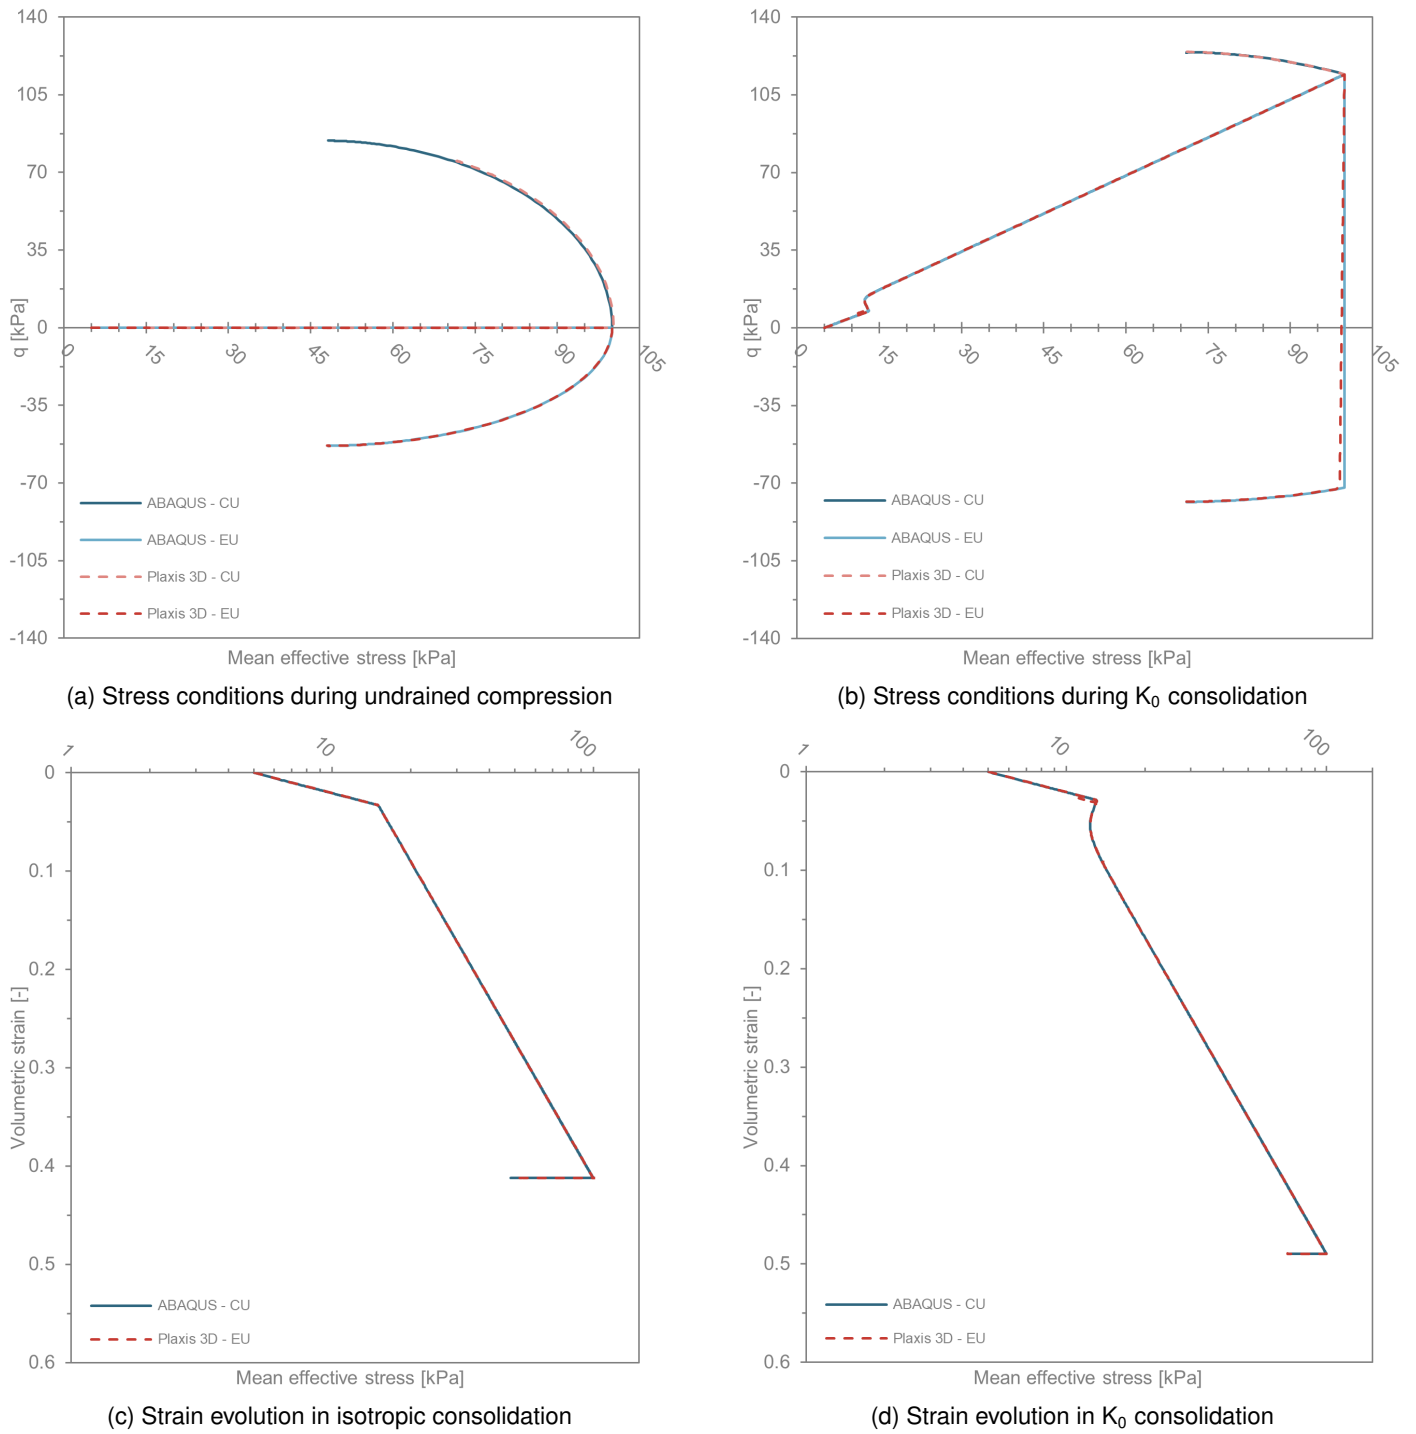 140
105
70
35
0
-35
-70
-105
-140
q [kPa]
0
15
30
45
60
75
90
105
ABAQUS - CU
ABAQUS - EU
Plaxis 3D - CU
Plaxis 3D - EU
Mean effective stress [kPa]
(a) Stress conditions during undrained compression
140
105
70
35
0
-35
-70
-105
-140
q [kPa]
0
15
30
45
60
75
90
105
ABAQUS - CU
ABAQUS - EU
Plaxis 3D - CU
Plaxis 3D - EU
Mean effective stress [kPa]
(b) Stress conditions during K₀ consolidation
1
10
100
0
0.1
0.2
0.3
0.4
0.5
0.6
Volumetric strain [-]
ABAQUS - CU
Plaxis 3D - EU
Mean effective stress [kPa]
(c) Strain evolution in isotropic consolidation
1
10
100
0
0.1
0.2
0.3
0.4
0.5
0.6
Volumetric strain [-]
ABAQUS - CU
Plaxis 3D - EU
Mean effective stress [kPa]
(d) Strain evolution in K₀ consolidation